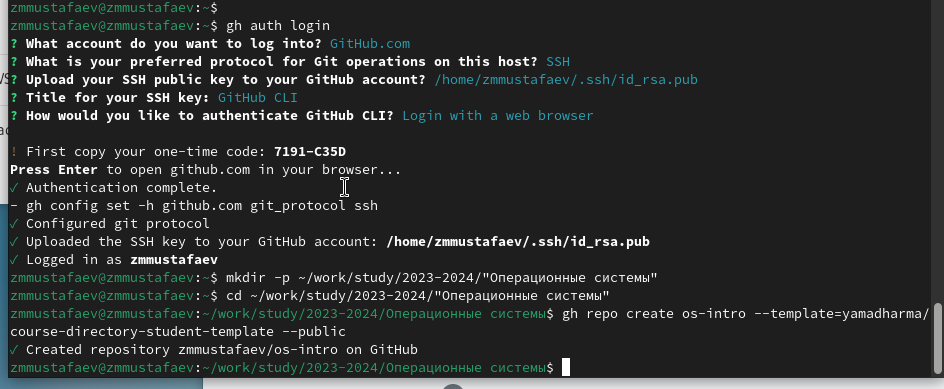 zmmustafaev@zmmustafaev:~$
zmmustafaev@zmmustafaev:~$ gh auth login
? What account do you want to log into? GitHub.com
? What is your preferred protocol for Git operations on this host? SSH
? Upload your SSH public key to your GitHub account? /home/zmmustafaev/.ssh/id_rsa.pub
? Title for your SSH key: GitHub CLI
? How would you like to authenticate GitHub CLI? Login with a web browser
! First copy your one-time code: 7191-C35D
Press Enter to open github.com in your browser...
✓ Authentication complete.
- gh config set -h github.com git_protocol ssh
✓ Configured git protocol
✓ Uploaded the SSH key to your GitHub account: /home/zmmustafaev/.ssh/id_rsa.pub
✓ Logged in as zmmustafaev
zmmustafaev@zmmustafaev:~$ mkdir -p ~/work/study/2023-2024/"Операционные системы"
zmmustafaev@zmmustafaev:~$ cd ~/work/study/2023-2024/"Операционные системы"
zmmustafaev@zmmustafaev:~/work/study/2023-2024/Операционные системы$ gh repo create os-intro --template=yamadharma/
course-directory-student-template --public
✓ Created repository zmmustafaev/os-intro on GitHub
zmmustafaev@zmmustafaev:~/work/study/2023-2024/Операционные системы$